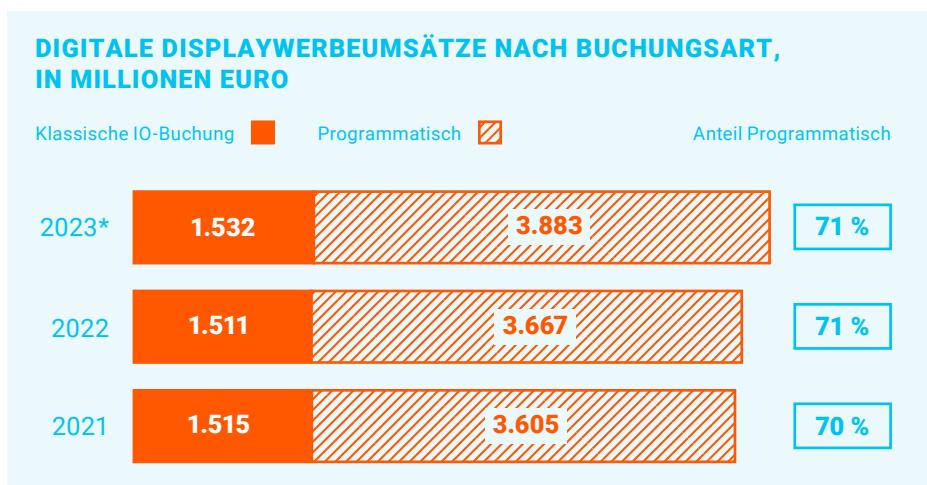 DIGITALE DISPLAYWERBEUMSÄTZE NACH BUCHUNGSART,
IN MILLIONEN EURO
Klassische IO-Buchung Programmatisch Anteil Programmatisch
2023* 1.532 3.883 71 %
2022 1.511 3.667 71 %
2021 1.515 3.605 70 %